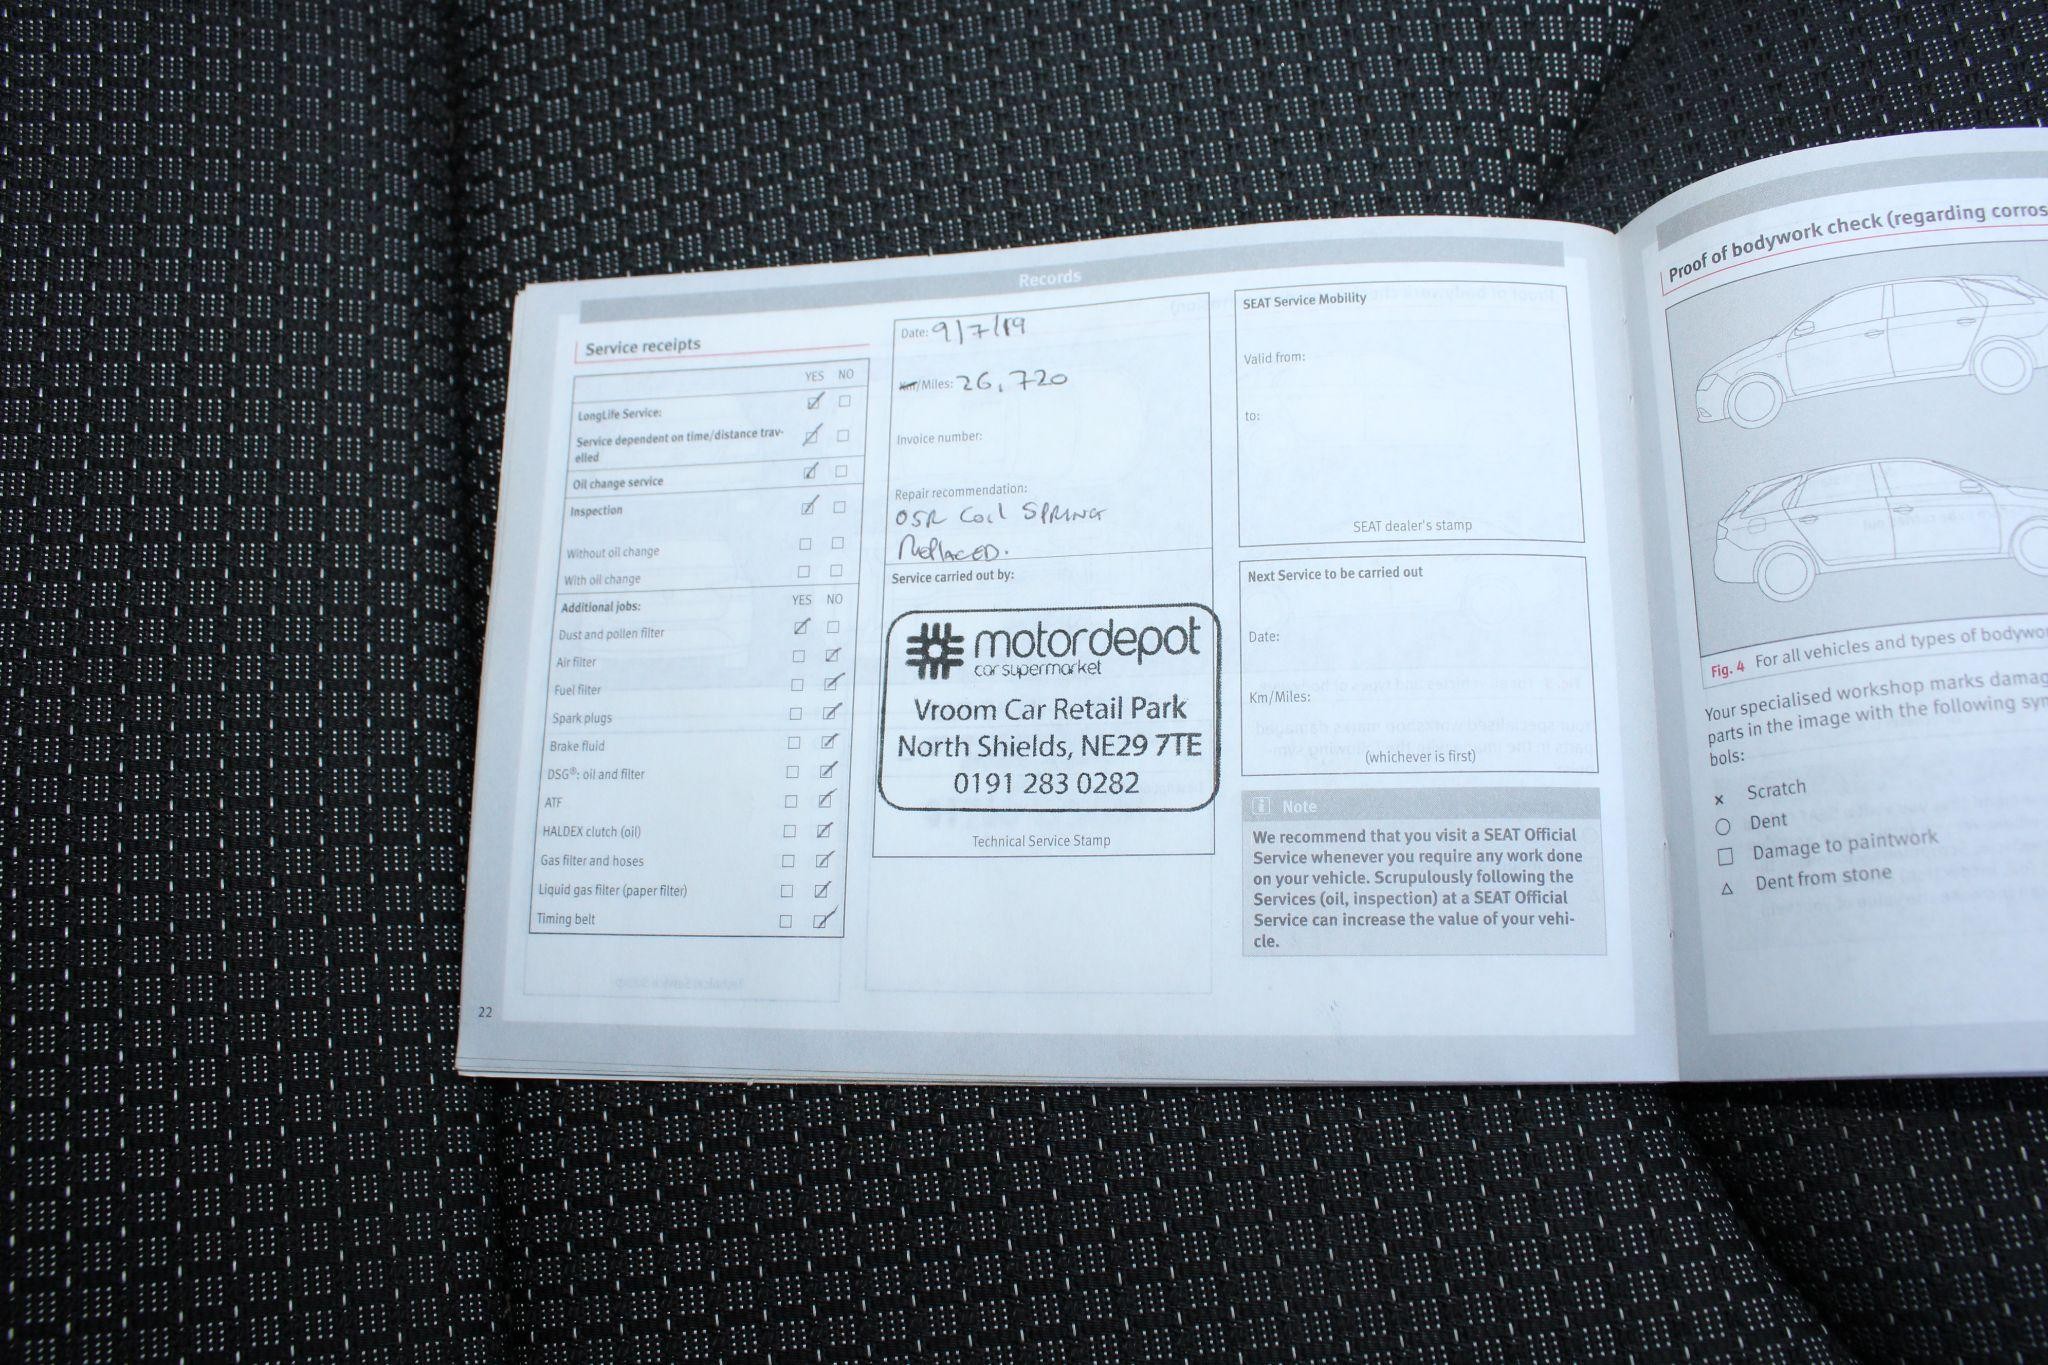 Records
Service receipts
YES NO
LongLife Service:
Service dependent on time/distance trav-
elled
Oil change service
Inspection
Without oil change
With oil change
Additional jobs: YES NO
Dust and pollen filter
Air filter
Fuel filter
Spark plugs
Brake fluid
DSG®: oil and filter
ATF
HALDEX clutch (oil)
Gas filter and hoses
Liquid gas filter (paper filter)
Timing belt
22
Date: 9/7/19
Km/Miles: 26,720
Invoice number:
Repair recommendation:
OSR Coil SPRING
Replaced.
Service carried out by:
motordepot
car supermarket
Vroom Car Retail Park
North Shields, NE29 7TE
0191 283 0282
Technical Service Stamp
SEAT Service Mobility
Valid from:
to:
SEAT dealer's stamp
Next Service to be carried out
Date:
Km/Miles:
(whichever is first)
i Note
We recommend that you visit a SEAT Official
Service whenever you require any work done
on your vehicle. Scrupulously following the
Services (oil, inspection) at a SEAT Official
Service can increase the value of your vehi-
cle.
Proof of bodywork check (regarding corros
Fig. 4 For all vehicles and types of bodywo
Your specialised workshop marks damag
parts in the image with the following sym
bols:
x Scratch
○ Dent
□ Damage to paintwork
△ Dent from stone